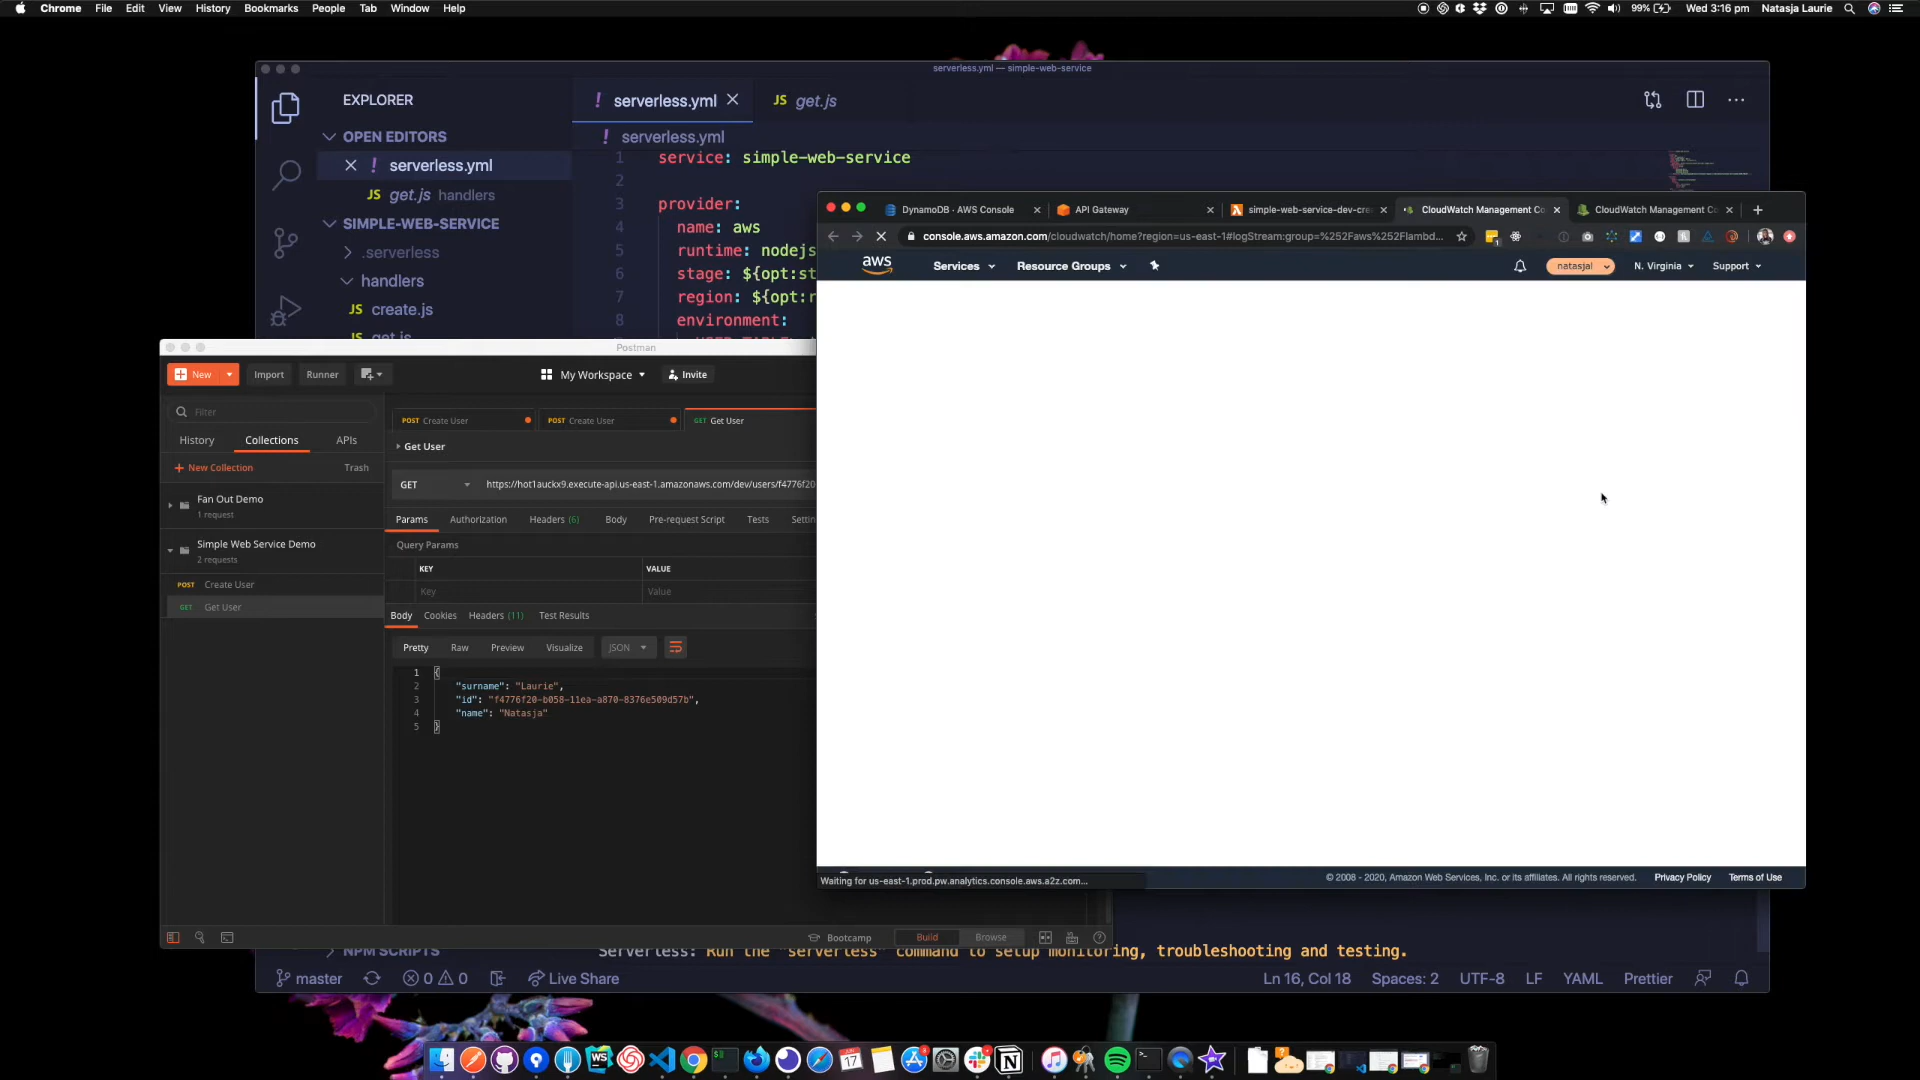 Chrome File Edit View History Bookmarks People Tab Window Help
99% Wed 3:16 pm Natasja Laurie
serverless.yml — simple-web-service
EXPLORER
OPEN EDITORS
serverless.yml
JS get.js handlers
SIMPLE-WEB-SERVICE
.serverless
handlers
JS create.js
JS get.js
! serverless.yml
JS get.js
! serverless.yml
1 service: simple-web-service
2
3 provider:
4 name: aws
5 runtime: nodejs
6 stage: ${opt:st
7 region: ${opt:r
8 environment:
DynamoDB · AWS Console
API Gateway
simple-web-service-dev-cre
CloudWatch Management Co
CloudWatch Management Co
console.aws.amazon.com/cloudwatch/home?region=us-east-1#logStream:group=%252Faws%252Flambd...
aws Services Resource Groups
natasjal N. Virginia Support
Waiting for us-east-1.prod.pw.analytics.console.aws.a2z.com...
© 2008 - 2020, Amazon Web Services, Inc. or its affiliates. All rights reserved. Privacy Policy Terms of Use
Postman
New Import Runner
My Workspace Invite
Filter
History Collections APIs
New Collection Trash
Fan Out Demo
1 request
Simple Web Service Demo
2 requests
POST Create User
GET Get User
POST Create User
POST Create User
GET Get User
Get User
GET https://hot1auckx9.execute-api.us-east-1.amazonaws.com/dev/users/f4776f20
Params Authorization Headers (6) Body Pre-request Script Tests Settin
Query Params
KEY VALUE
Key Value
Body Cookies Headers (11) Test Results
Pretty Raw Preview Visualize JSON
1 {
2 "surname": "Laurie",
3 "id": "f4776f20-b058-11ea-a870-8376e509d57b",
4 "name": "Natasja"
5 }
Bootcamp Build Browse
NPM SCRIPTS
Serverless: Run the "serverless" command to setup monitoring, troubleshooting and testing.
master 0 0 Live Share
Ln 16, Col 18 Spaces: 2 UTF-8 LF YAML Prettier